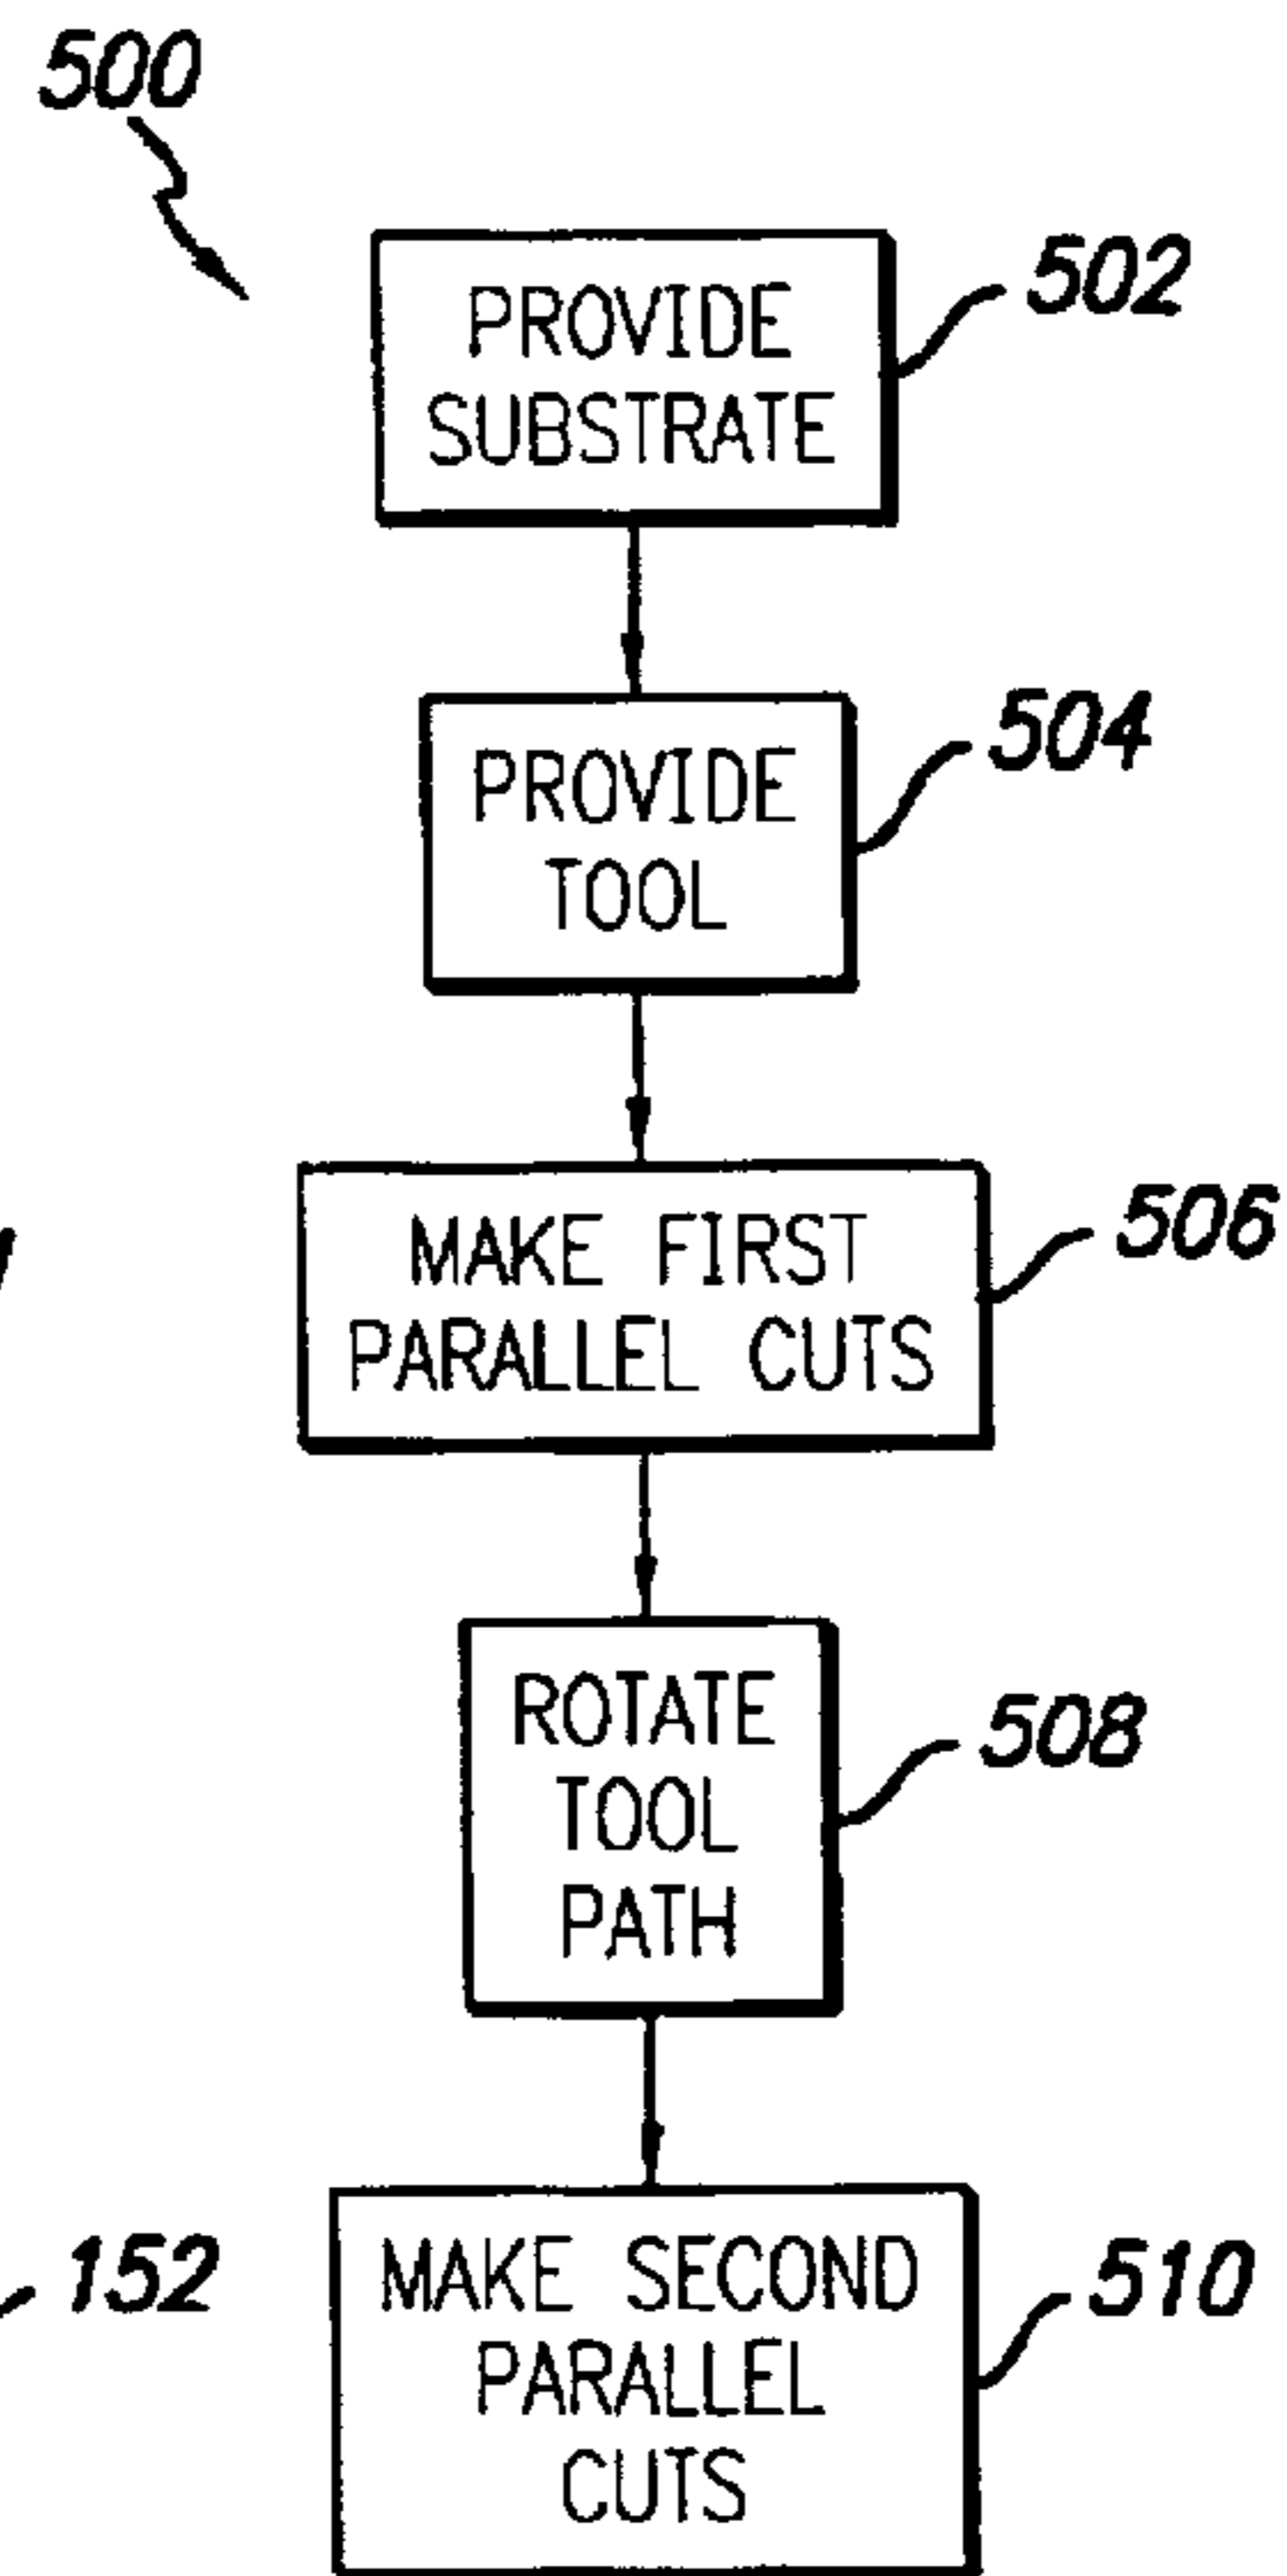 500
PROVIDE
SUBSTRATE
502
PROVIDE
TOOL
504
MAKE FIRST
PARALLEL CUTS
506
ROTATE
TOOL
PATH
508
MAKE SECOND
PARALLEL
CUTS
510
152